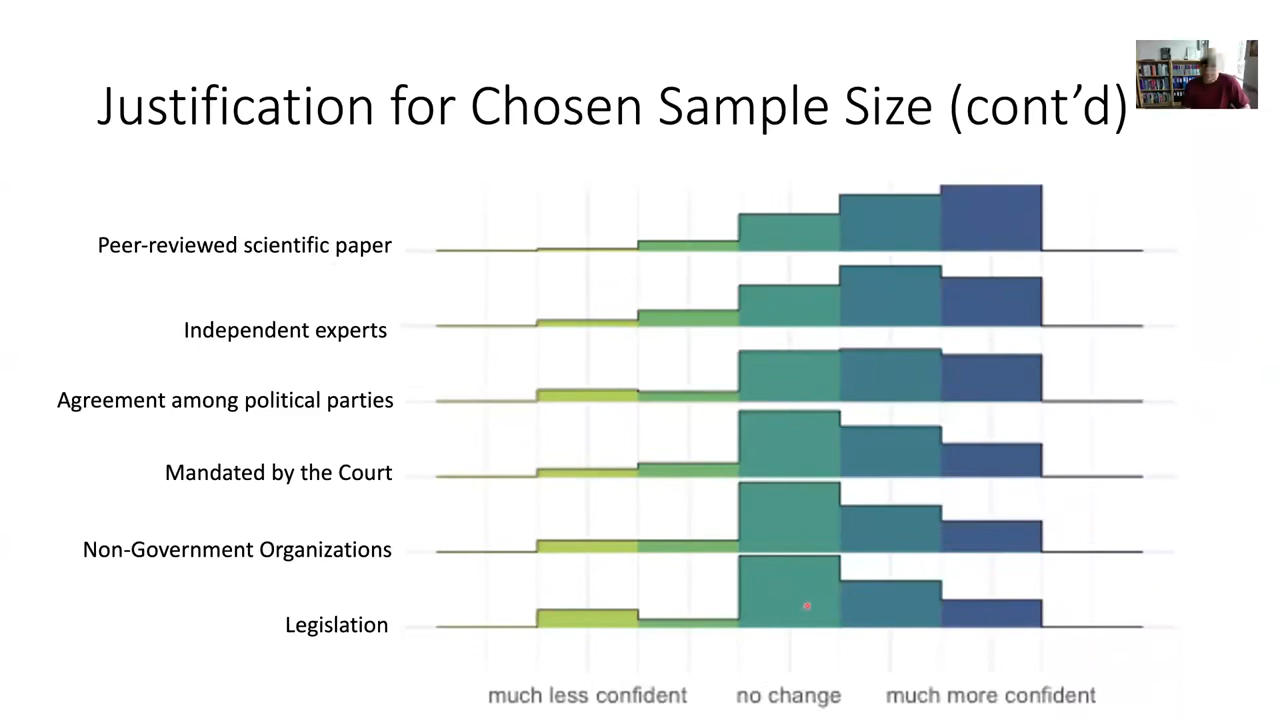 Justification for Chosen Sample Size (cont’d)
Peer-reviewed scientific paper
Independent experts
Agreement among political parties
Mandated by the Court
Non-Government Organizations
Legislation
much less confident no change much more confident